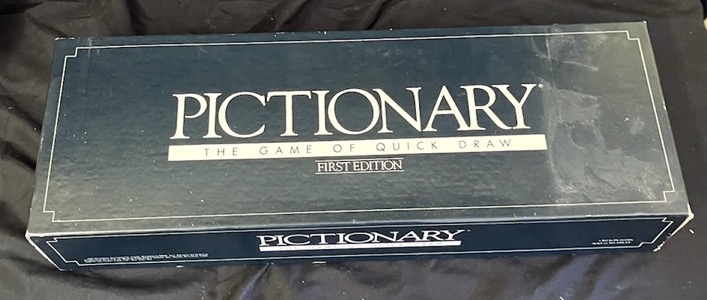 PICTIONARY
THE GAME OF QUICK DRAW
FIRST EDITION
PICTIONARY